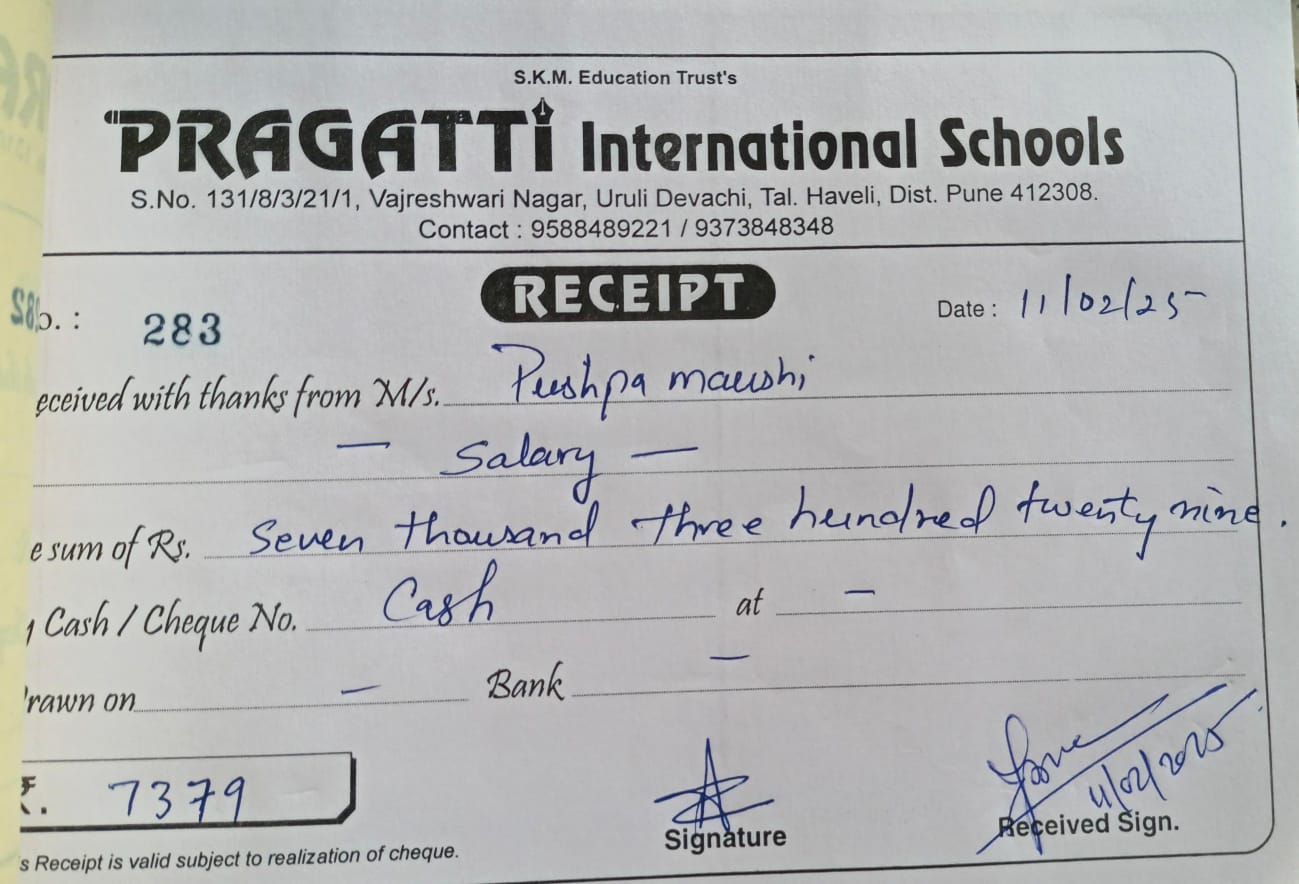 S.K.M. Education Trust's
PRAGATTI International Schools
S.No. 131/8/3/21/1, Vajreshwari Nagar, Uruli Devachi, Tal. Haveli, Dist. Pune 412308.
Contact : 9588489221 / 9373848348
RECEIPT
o. : 283 Date : 11/02/25
eceived with thanks from M/s. Pushpa maushi
— Salary —
e sum of Rs. Seven thousand three hundred twenty nine.
Cash / Cheque No. Cash at —
rawn on — Bank —
₹. 7379
11/02/2025
Signature Received Sign.
s Receipt is valid subject to realization of cheque.